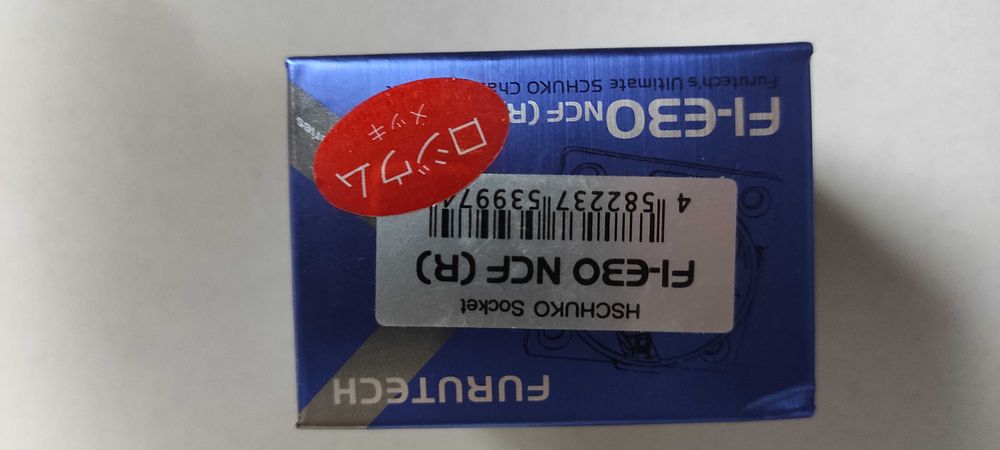 FURUTECH
HSCHUKO Socket
FI-E30 NCF (R)
4 582237 539974
ロジウム
メッキ
FI-E30 NCF (R)
Furutech's Ultimate SCHUKO